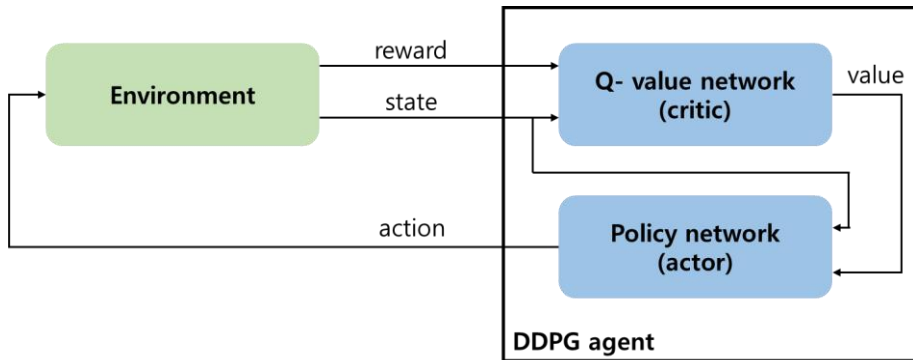 reward
Environment
state
Q- value network
(critic)
value
action
Policy network
(actor)
DDPG agent